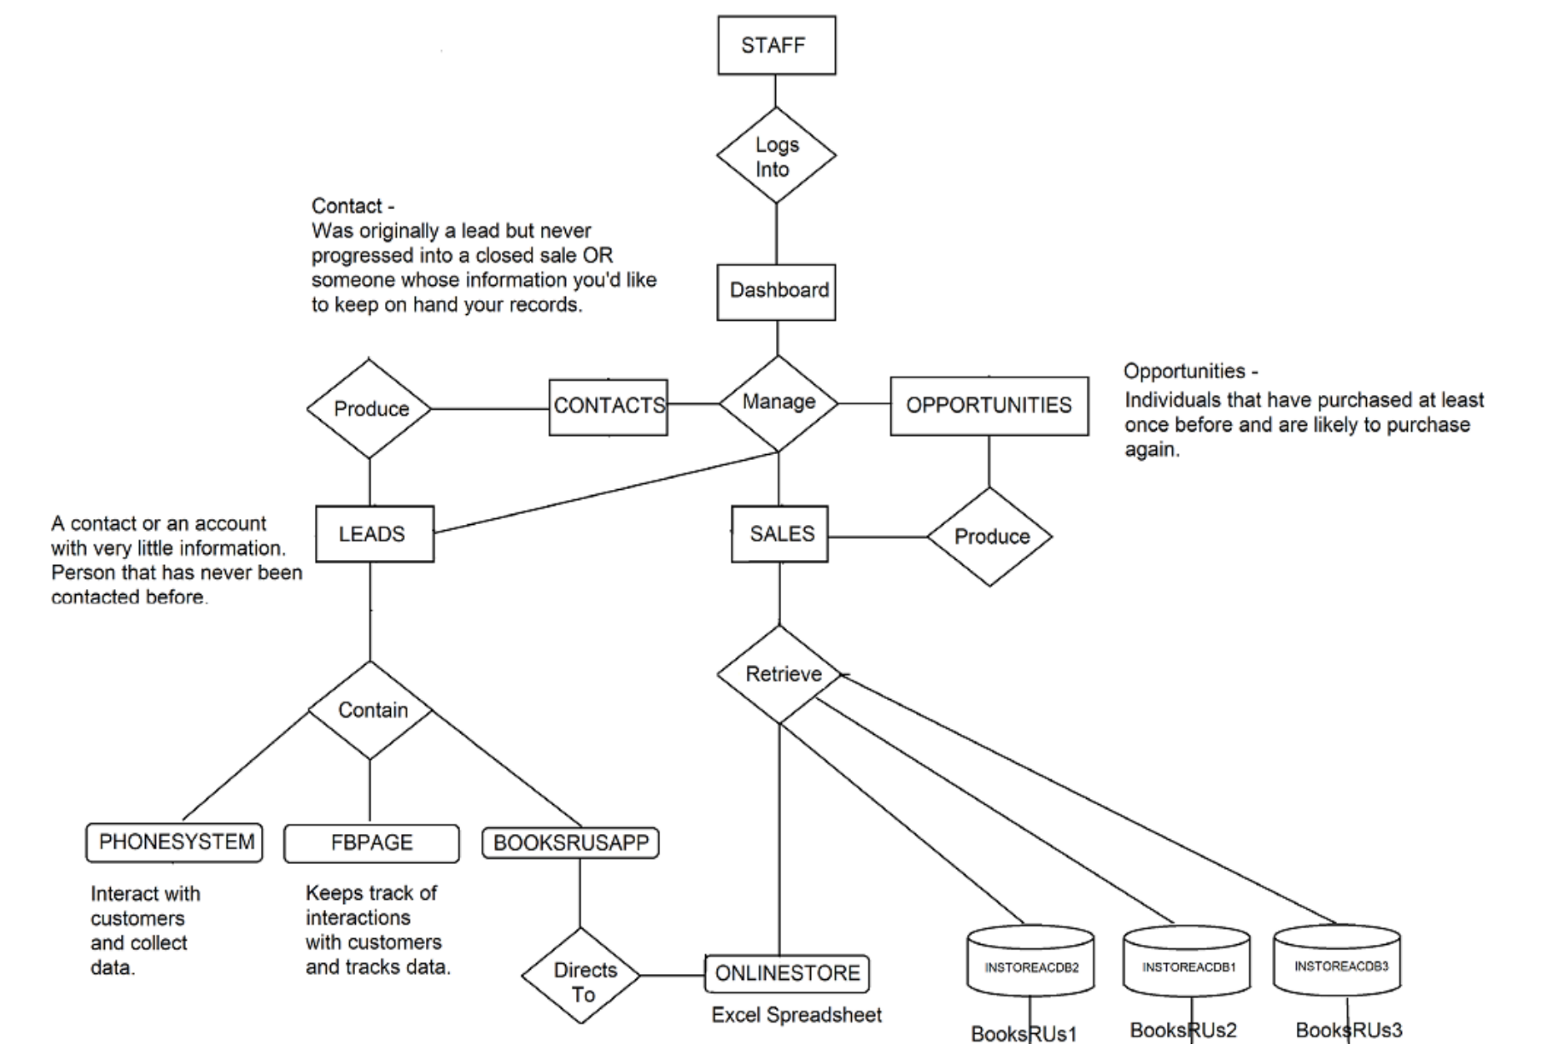 STAFF
Logs
Into
Contact -
Was originally a lead but never
progressed into a closed sale OR
someone whose information you'd like
to keep on hand your records.
Dashboard
Produce
CONTACTS
Manage
OPPORTUNITIES
Opportunities -
Individuals that have purchased at least
once before and are likely to purchase
again.
A contact or an account
with very little information.
Person that has never been
contacted before.
LEADS
SALES
Produce
Contain
Retrieve
PHONESYSTEM
FBPAGE
BOOKSRUSAPP
Interact with
customers
and collect
data.
Keeps track of
interactions
with customers
and tracks data.
Directs
To
ONLINESTORE
Excel Spreadsheet
INSTOREACDB2
INSTOREACDB1
INSTOREACDB3
BooksRUs1
BooksRUs2
BooksRUs3